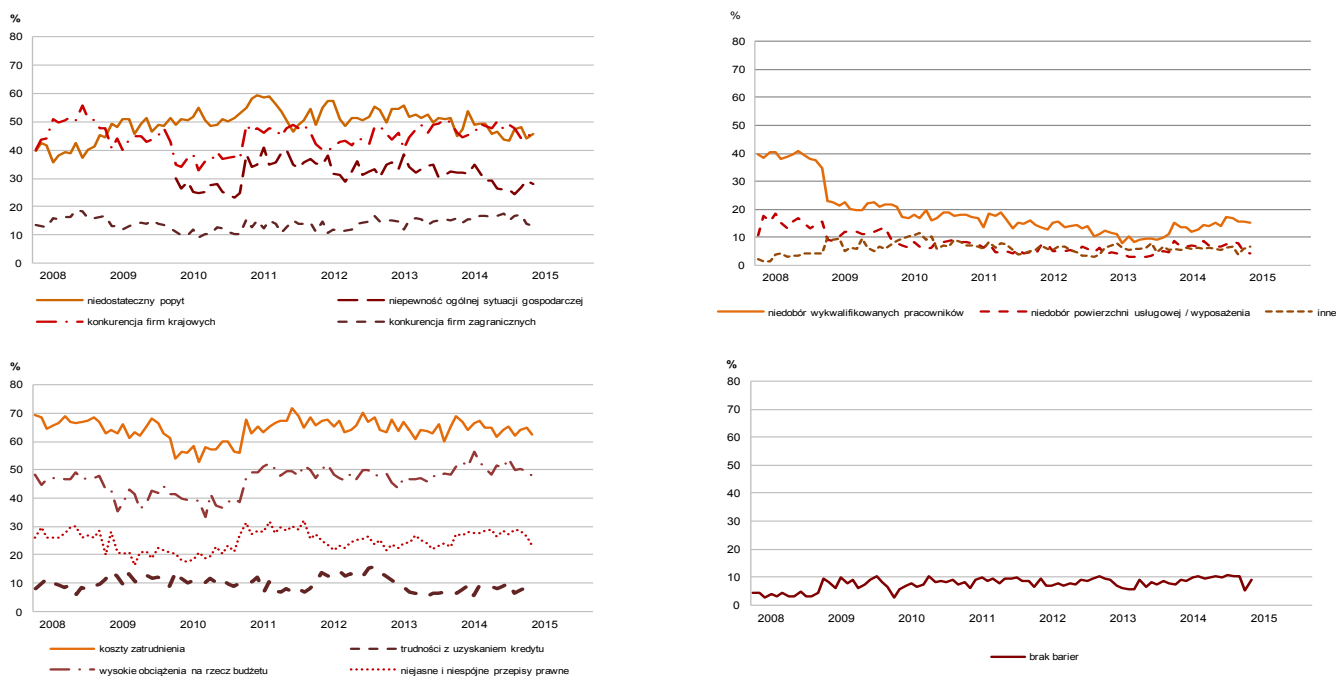 %
80
70
60
50
40
30
20
10
0
2008 2009 2010 2011 2012 2013 2014 2015
niedostateczny popyt
niepewność ogólnej sytuacji gospodarczej
konkurencja firm krajowych
konkurencja firm zagranicznych
%
80
70
60
50
40
30
20
10
0
2008 2009 2010 2011 2012 2013 2014 2015
niedobór wykwalifikowanych pracowników
niedobór powierzchni usługowej / wyposażenia
inne
%
80
70
60
50
40
30
20
10
0
2008 2009 2010 2011 2012 2013 2014 2015
koszty zatrudnienia
trudności z uzyskaniem kredytu
wysokie obciążenia na rzecz budżetu
niejasne i niespójne przepisy prawne
%
80
70
60
50
40
30
20
10
0
2008 2009 2010 2011 2012 2013 2014 2015
brak barier